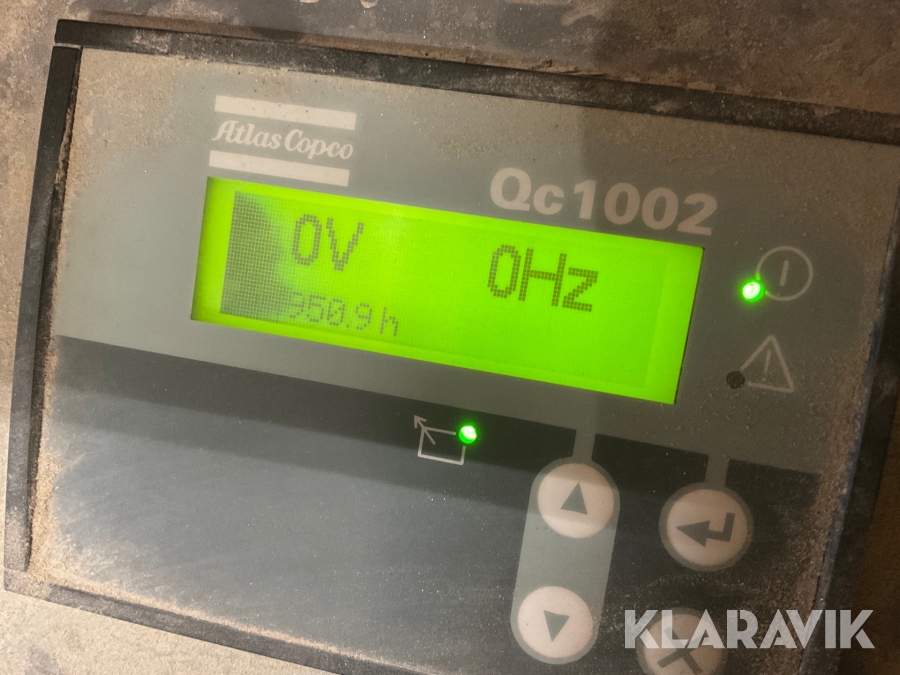 Atlas Copco
Qc1002
0V 0Hz
950.9 h
KLARAVIK